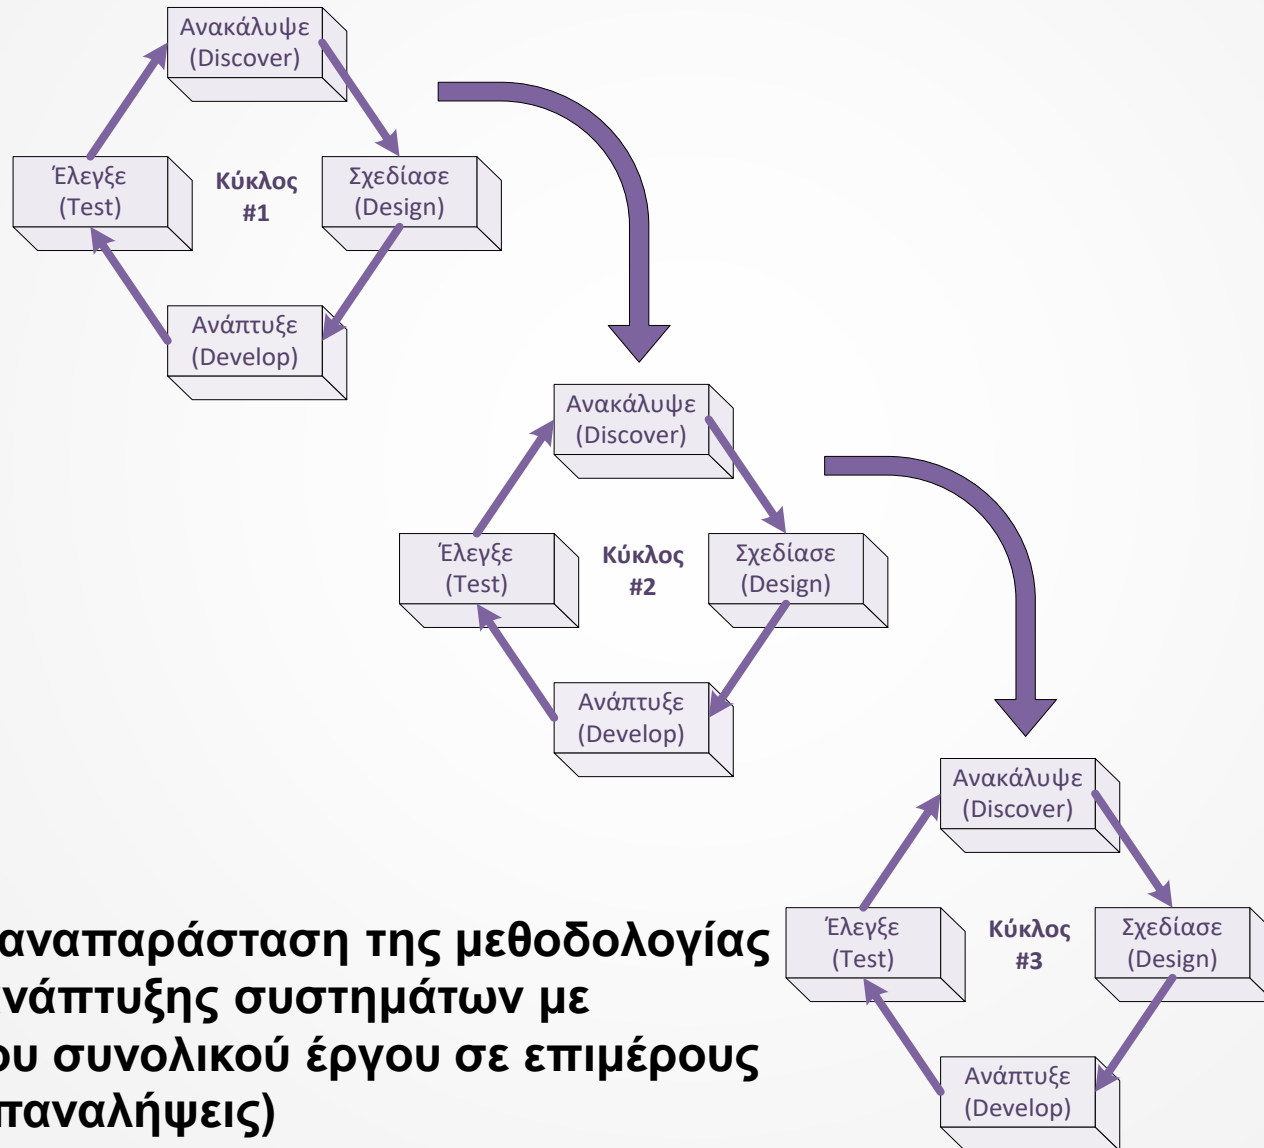 Ανακάλυψε
(Discover)
Έλεγξε
(Test)
Κύκλος
#1
Σχεδίασε
(Design)
Ανάπτυξε
(Develop)
Ανακάλυψε
(Discover)
Έλεγξε
(Test)
Κύκλος
#2
Σχεδίασε
(Design)
Ανάπτυξε
(Develop)
Ανακάλυψε
(Discover)
Έλεγξε
(Test)
Κύκλος
#3
Σχεδίασε
(Design)
Ανάπτυξε
(Develop)
αναπαράσταση της μεθοδολογίας
νάπτυξης συστημάτων με
ου συνολικού έργου σε επιμέρους
παναλήψεις)